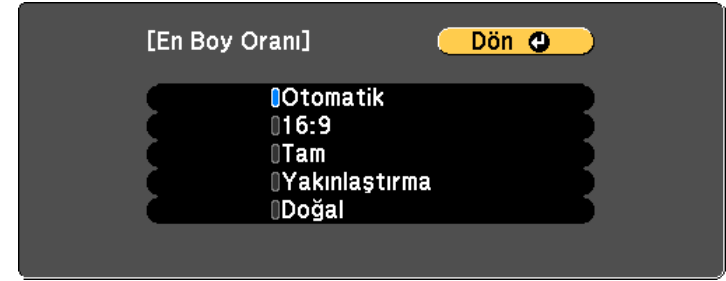 [En Boy Oranı] Dön
Otomatik
16:9
Tam
Yakınlaştırma
Doğal